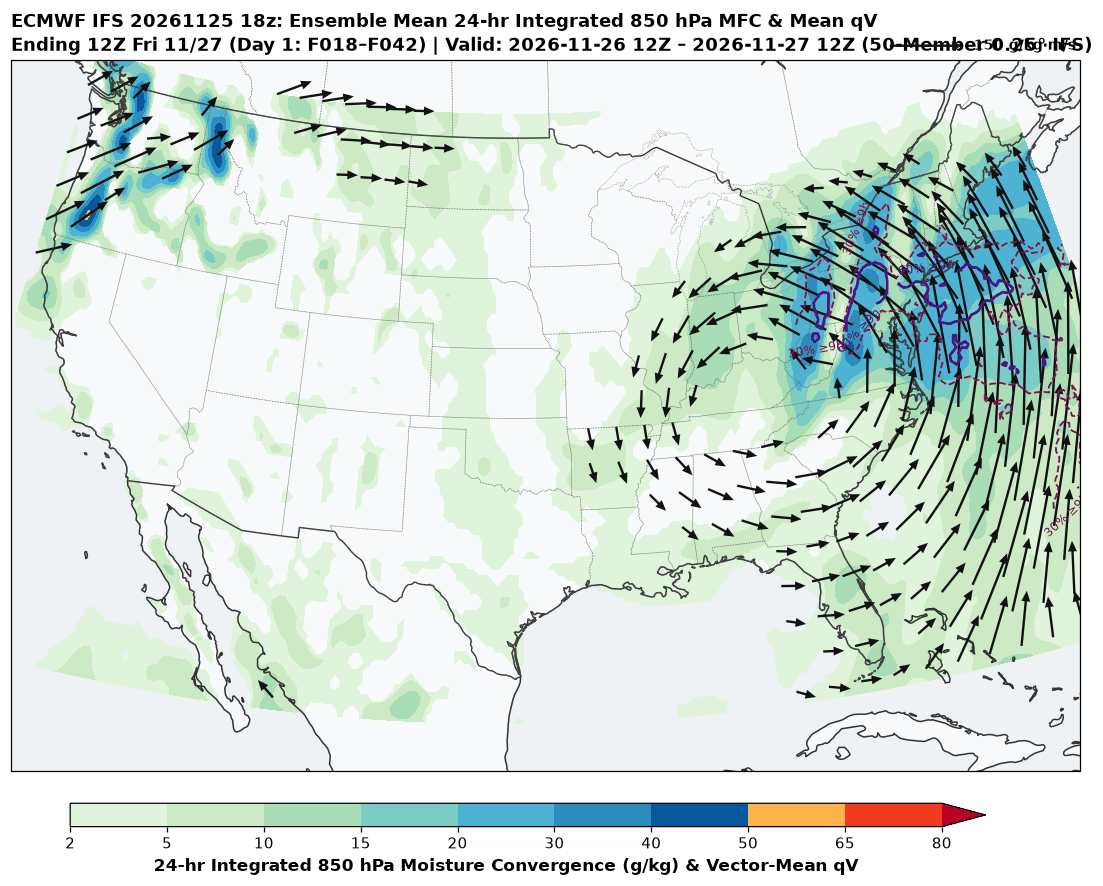 ECMWF IFS 20261125 18z: Ensemble Mean 24-hr Integrated 850 hPa MFC & Mean qV
Ending 12Z Fri 11/27 (Day 1: F018–F042) | Valid: 2026-11-26 12Z – 2026-11-27 12Z (50-Member 0.25° IFS)
2 5 10 15 20 30 40 50 65 80
24-hr Integrated 850 hPa Moisture Convergence (g/kg) & Vector-Mean qV